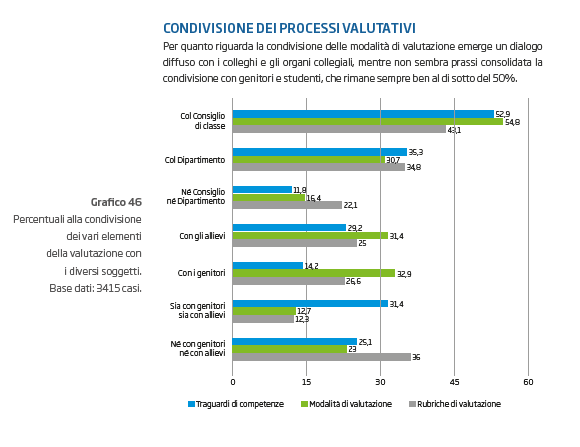 CONDIVISIONE DEI PROCESSI VALUTATIVI
Per quanto riguarda la condivisione delle modalità di valutazione emerge un dialogo
diffuso con i colleghi e gli organi collegiali, mentre non sembra prassi consolidata la
condivisione con genitori e studenti, che rimane sempre ben al di sotto del 50%.
Grafico 46
Percentuali alla condivisione
dei vari elementi
della valutazione con
i diversi soggetti.
Base dati: 3415 casi.
Col Consiglio
di classe
52,9
54,8
43,1
Col Dipartimento
35,3
30,7
34,8
Né Consiglio
né Dipartimento
11,8
16,4
22,1
Con gli allievi
29,2
31,4
25
Con i genitori
14,2
32,9
26,6
Sia con genitori
sia con allievi
31,4
12,7
12,3
Né con genitori
né con allievi
25,1
23
36
0 15 30 45 60
Traguardi di competenze Modalità di valutazione Rubriche di valutazione